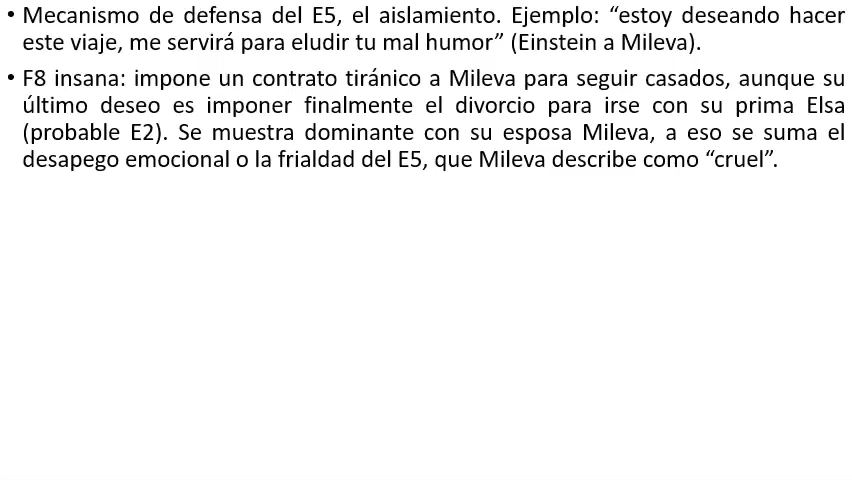 • Mecanismo de defensa del E5, el aislamiento. Ejemplo: “estoy deseando hacer
este viaje, me servirá para eludir tu mal humor” (Einstein a Mileva).
• F8 insana: impone un contrato tiránico a Mileva para seguir casados, aunque su
último deseo es imponer finalmente el divorcio para irse con su prima Elsa
(probable E2). Se muestra dominante con su esposa Mileva, a eso se suma el
desapego emocional o la frialdad del E5, que Mileva describe como “cruel”.